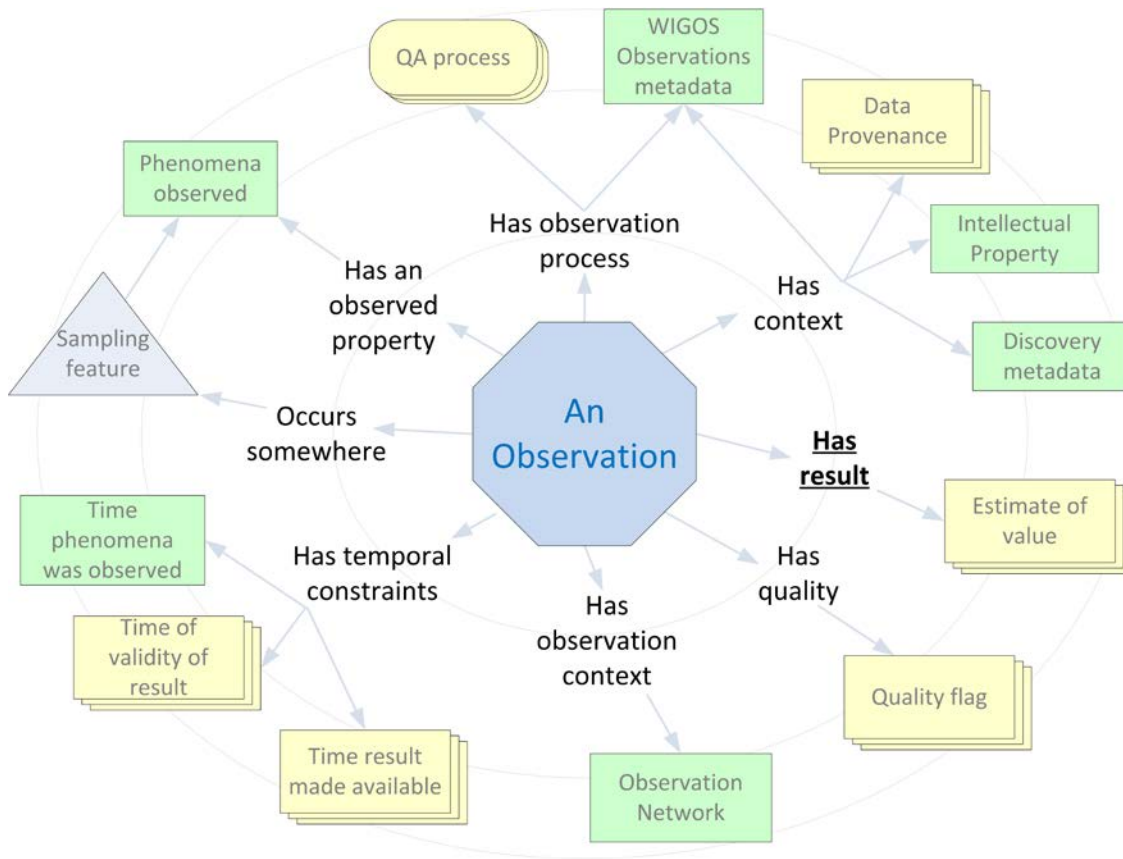 QA process
WIGOS
Observations
metadata
Data
Provenance
Phenomena
observed
Intellectual
Property
Has observation
process
Has an
observed
property
Has
context
Sampling
feature
Discovery
metadata
An
Observation
Occurs
somewhere
Has
result
Time
phenomena
was observed
Estimate of
value
Has temporal
constraints
Has
quality
Has
observation
context
Time of
validity of
result
Quality flag
Time result
made available
Observation
Network